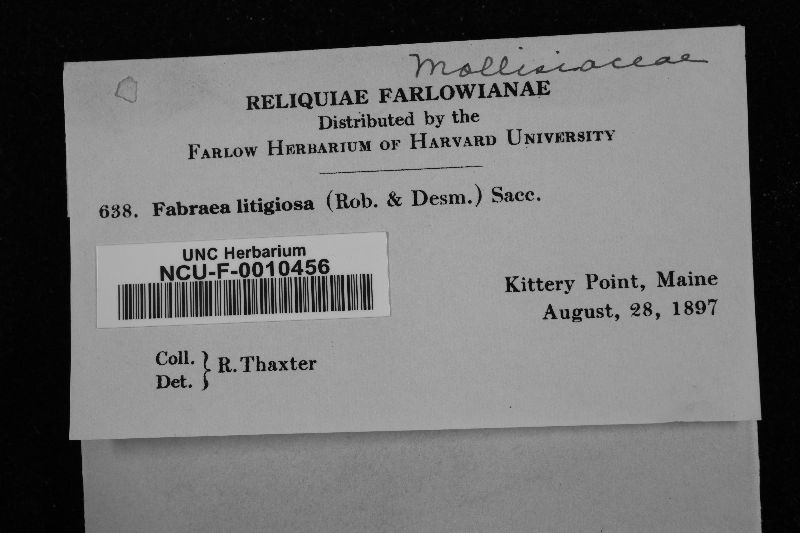 Mollisiaceae
RELIQUIAE FARLOWIANAE
Distributed by the
FARLOW HERBARIUM OF HARVARD UNIVERSITY
638. Fabraea litigiosa (Rob. & Desm.) Sacc.
UNC Herbarium
NCU-F-0010456
Kittery Point, Maine
August, 28, 1897
Coll. } R. Thaxter
Det.